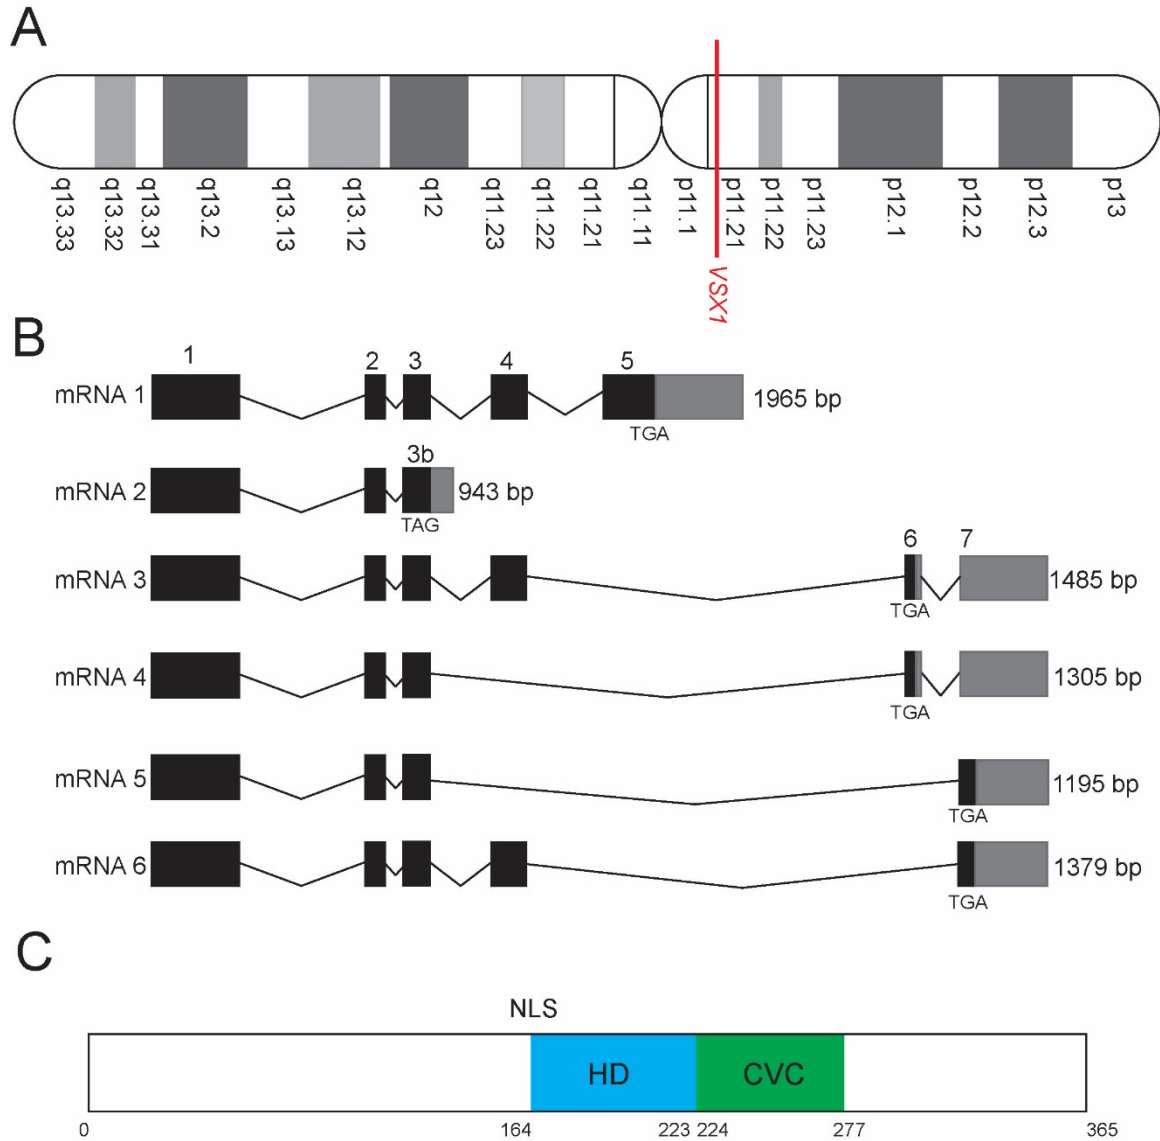 A
q13.33 q13.32 q13.31 q13.2 q13.13 q13.12 q12 q11.23 q11.22 q11.21 q11.11 p11.1 p11.21 p11.22 p11.23 p12.1 p12.2 p12.3 p13
VSX1
B
1 2 3 4 5
mRNA 1 1965 bp
TGA
3b
mRNA 2 943 bp
TAG
6 7
mRNA 3 1485 bp
TGA
mRNA 4 1305 bp
TGA
mRNA 5 1195 bp
TGA
mRNA 6 1379 bp
TGA
C
NLS
HD CVC
0 164 223 224 277 365